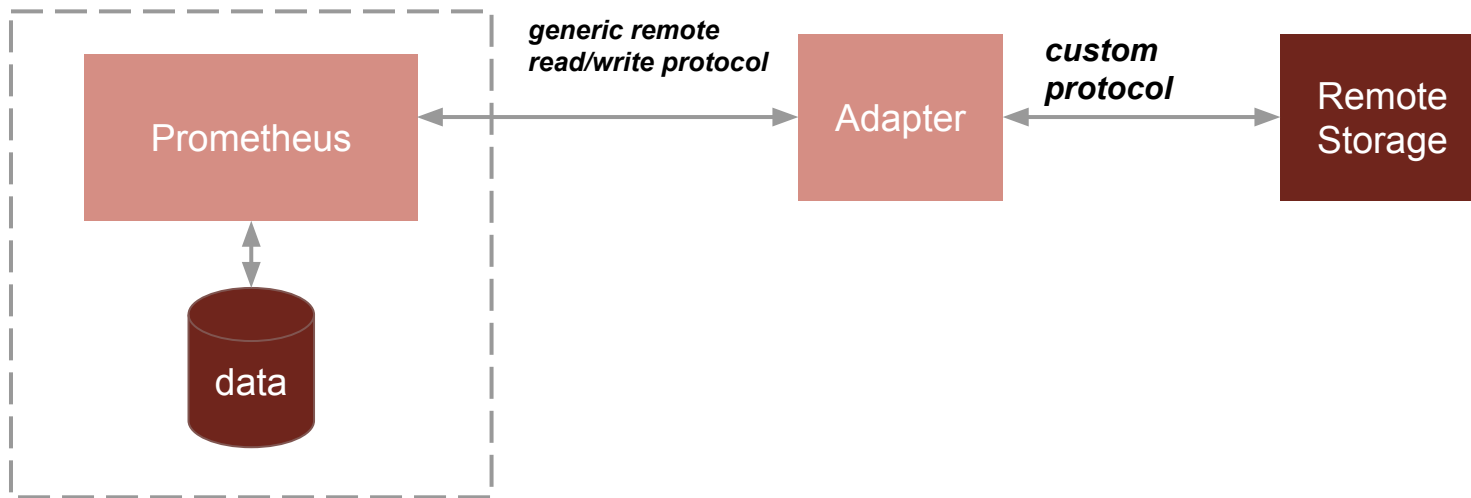 generic remote
read/write protocol
custom
protocol
Prometheus
Adapter
Remote
Storage
data